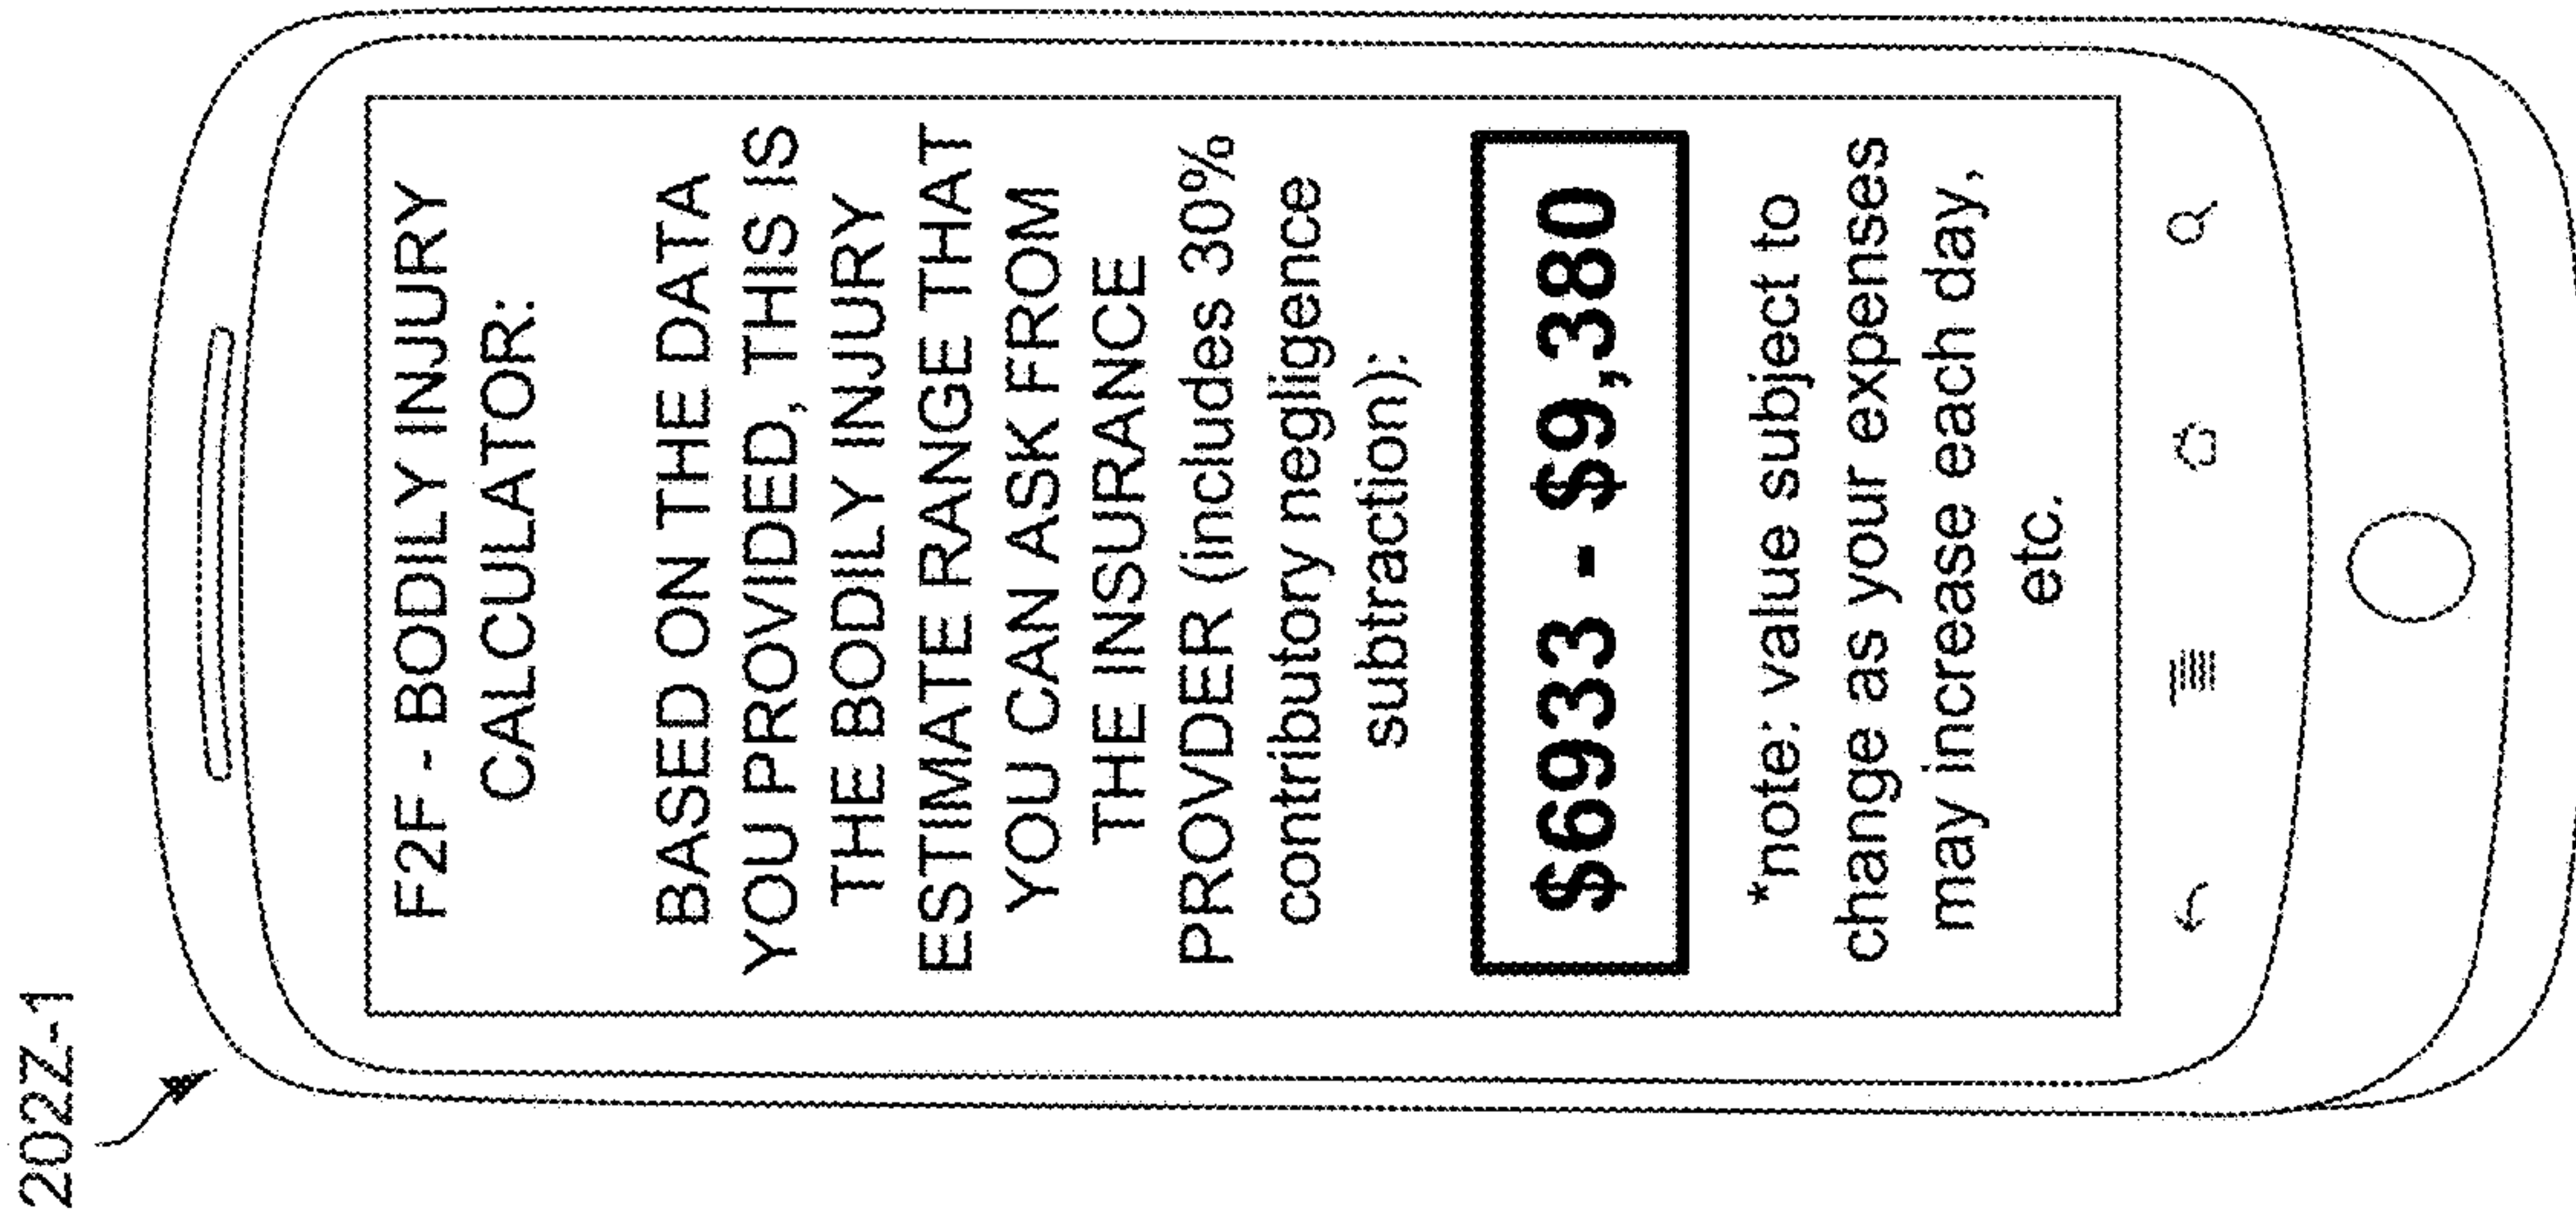 202Z-1
F2F - BODILY INJURY
CALCULATOR:
BASED ON THE DATA
YOU PROVIDED, THIS IS
THE BODILY INJURY
ESTIMATE RANGE THAT
YOU CAN ASK FROM
THE INSURANCE
PROVDER (includes 30%
contributory negligence
subtraction):
$6933 - $9,380
*note: value subject to
change as your expenses
may increase each day,
etc.